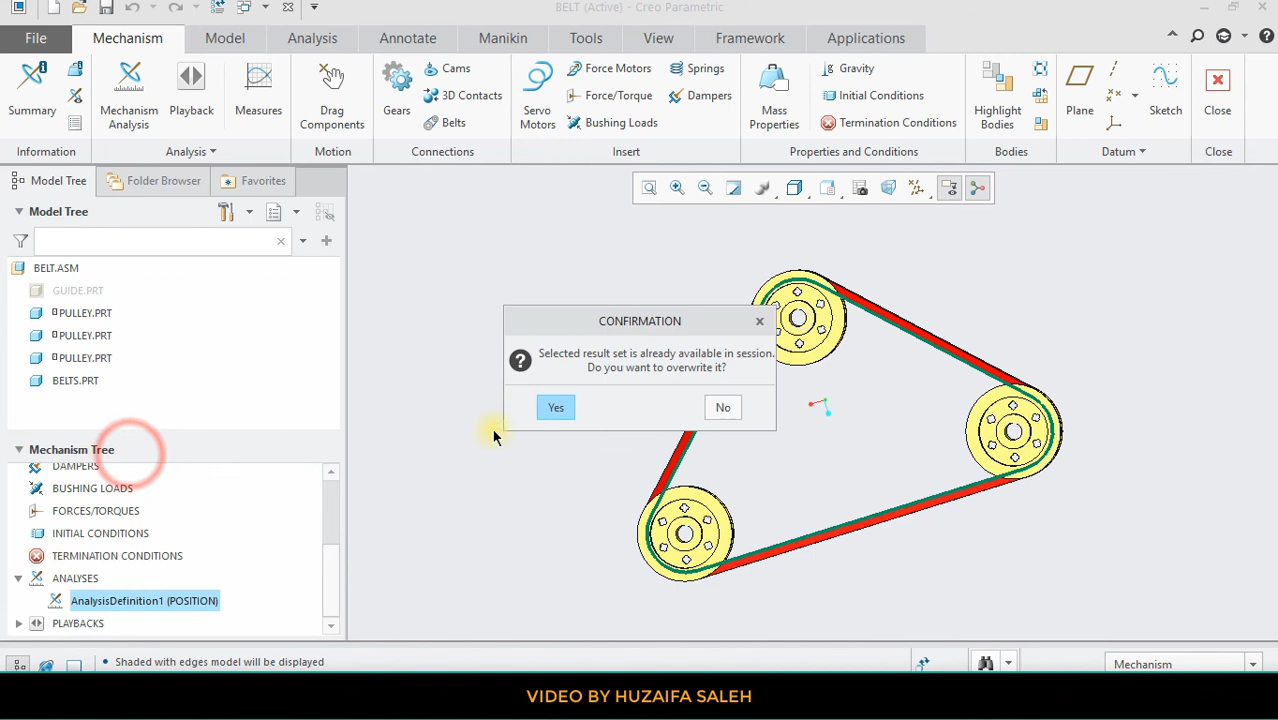 BELT (Active) - Creo Parametric
File
Mechanism
Model
Analysis
Annotate
Manikin
Tools
View
Framework
Applications
Summary
Mechanism
Analysis
Playback
Measures
Drag
Components
Gears
Cams
3D Contacts
Belts
Servo
Motors
Force Motors
Force/Torque
Bushing Loads
Springs
Dampers
Mass
Properties
Gravity
Initial Conditions
Termination Conditions
Highlight
Bodies
Plane
Sketch
Close
Information
Analysis
Motion
Connections
Insert
Properties and Conditions
Bodies
Datum
Close
Model Tree
Folder Browser
Favorites
Model Tree
BELT.ASM
GUIDE.PRT
PULLEY.PRT
PULLEY.PRT
PULLEY.PRT
BELTS.PRT
Mechanism Tree
DAMPERS
BUSHING LOADS
FORCES/TORQUES
INITIAL CONDITIONS
TERMINATION CONDITIONS
ANALYSES
AnalysisDefinition1 (POSITION)
PLAYBACKS
CONFIRMATION
Selected result set is already available in session.
Do you want to overwrite it?
Yes
No
Shaded with edges model will be displayed
Mechanism
VIDEO BY HUZAIFA SALEH